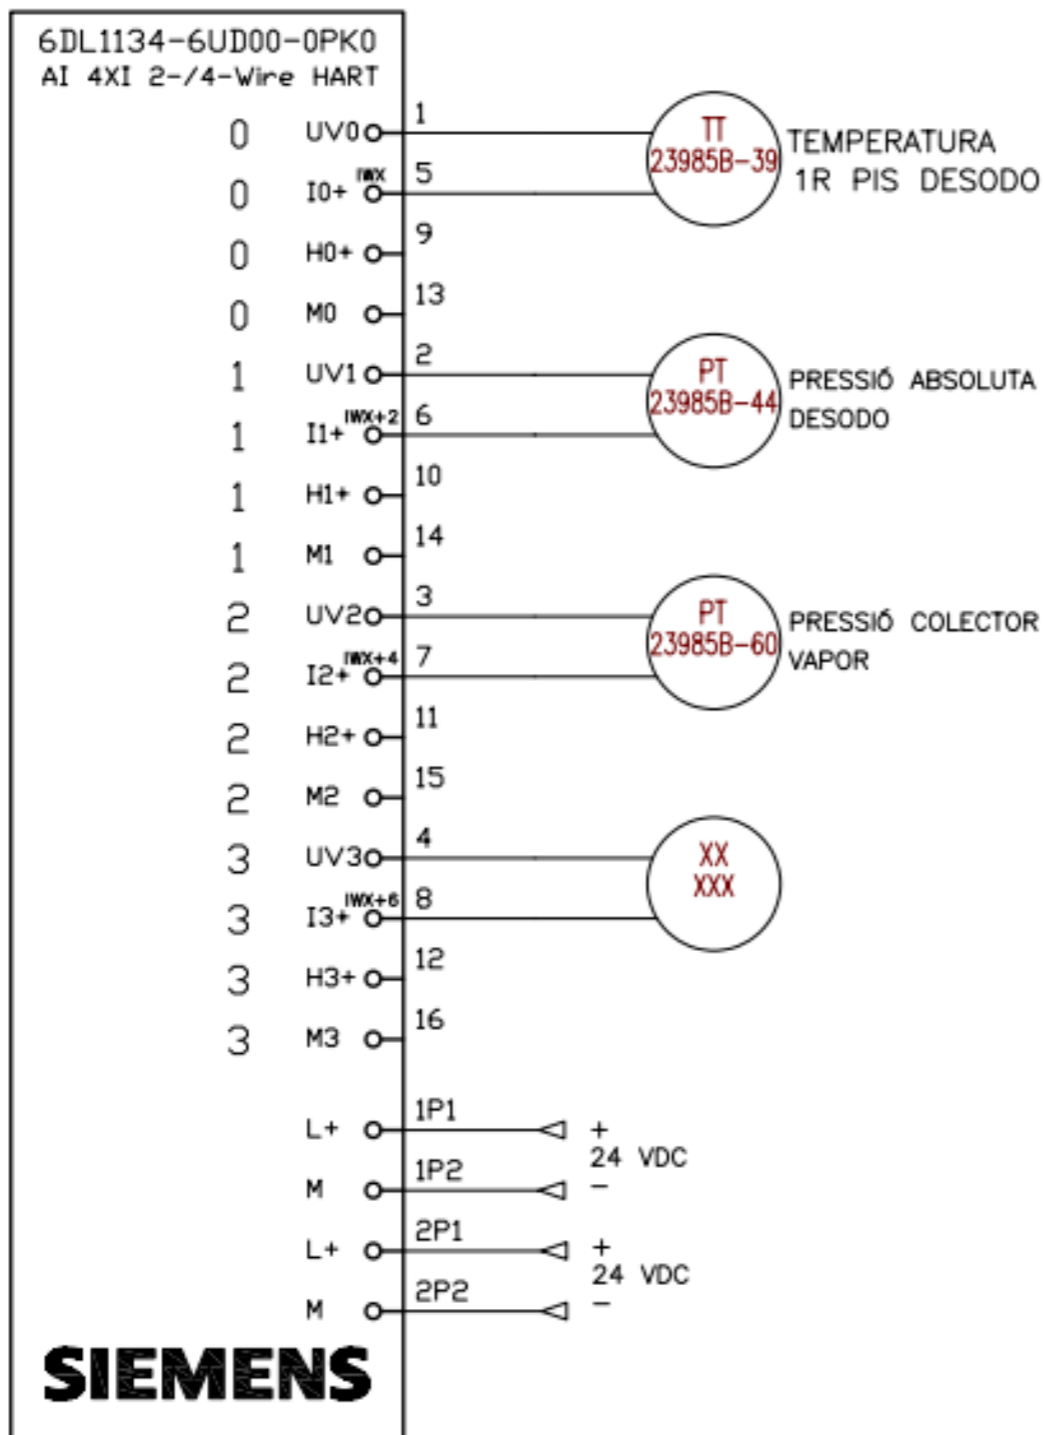 6DL1134-6UD00-0PK0
AI 4XI 2-/4-Wire HART
0 UV0 1
TT
23985B-39
TEMPERATURA
1R PIS DESODO
0 I0+ IWX 5
0 H0+ 9
0 M0 13
1 UV1 2
PT
23985B-44
PRESSIÓ ABSOLUTA
DESODO
1 I1+ IWX+2 6
1 H1+ 10
1 M1 14
2 UV2 3
PT
23985B-60
PRESSIÓ COLECTOR
VAPOR
2 I2+ IWX+4 7
2 H2+ 11
2 M2 15
3 UV3 4
XX
XXX
3 I3+ IWX+6 8
3 H3+ 12
3 M3 16
L+ 1P1 +
24 VDC
M 1P2 -
L+ 2P1 +
24 VDC
M 2P2 -
SIEMENS